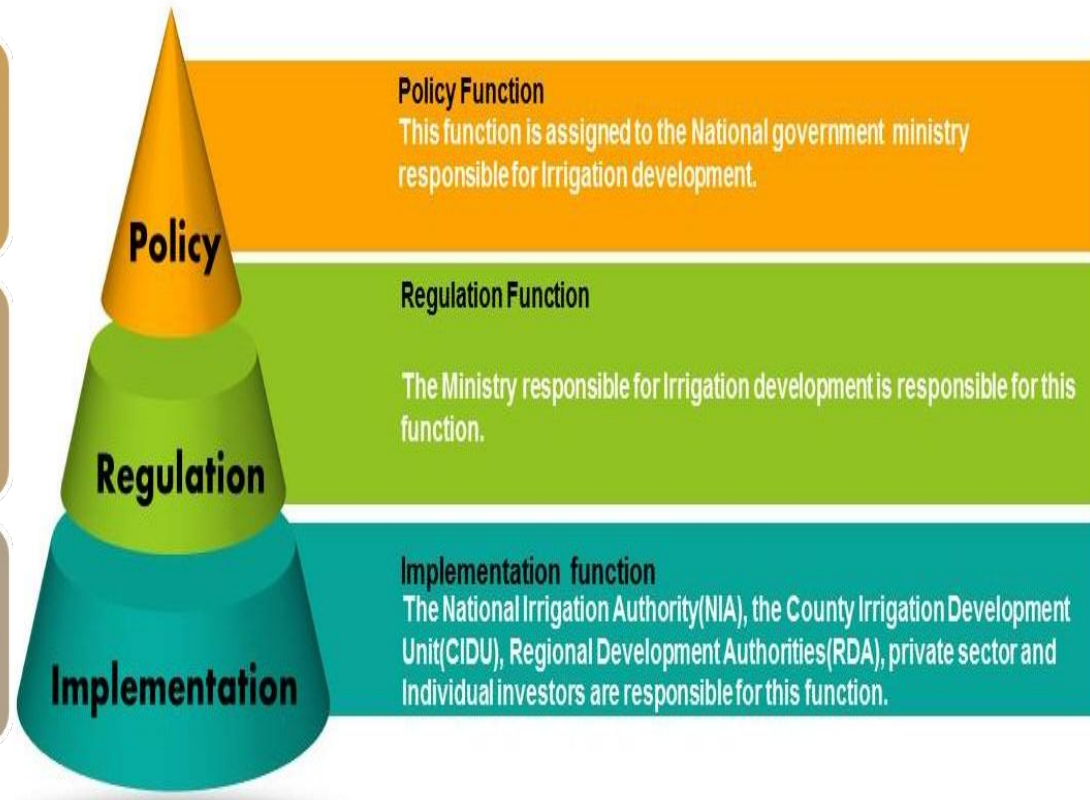 Policy
Policy Function
This function is assigned to the National government ministry
responsible for Irrigation development.
Regulation
Regulation Function
The Ministry responsible for Irrigation development is responsible for this
function.
Implementation
Implementation function
The National Irrigation Authority(NIA), the County Irrigation Development
Unit(CIDU), Regional Development Authorities(RDA), private sector and
Individual investors are responsible for this function.